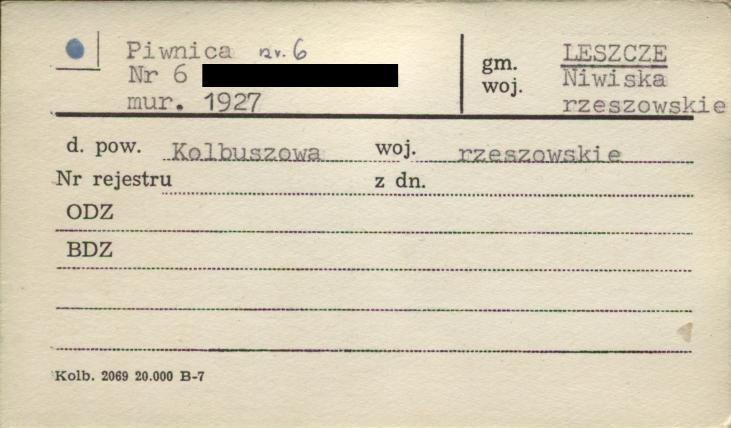 Piwnica nr. 6
Nr 6
mur. 1927
LESZCZE
gm. Niwiska
woj. rzeszowskie
d. pow. Kolbuszowa woj. rzeszowskie
Nr rejestru z dn.
ODZ
BDZ
Kolb. 2069 20.000 B-7